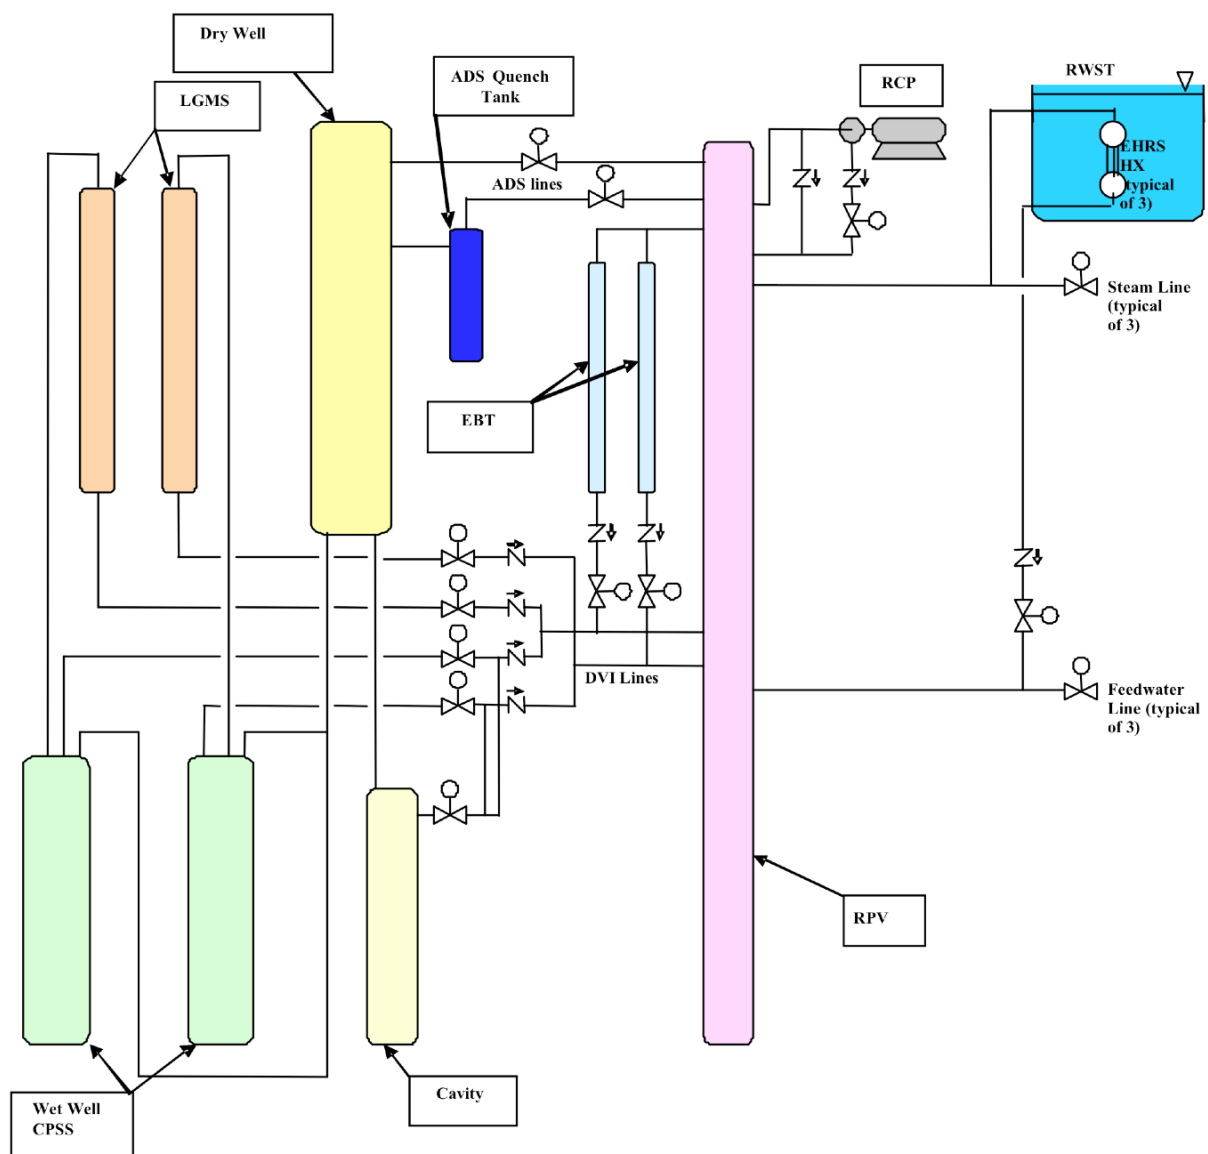 Dry Well
ADS Quench
Tank
RCP
RWST
LGMS
EHRS
HX
(typical
of 3)
ADS lines
Steam Line
(typical
of 3)
EBT
DVI Lines
Feedwater
Line (typical
of 3)
RPV
Cavity
Wet Well
CPSS